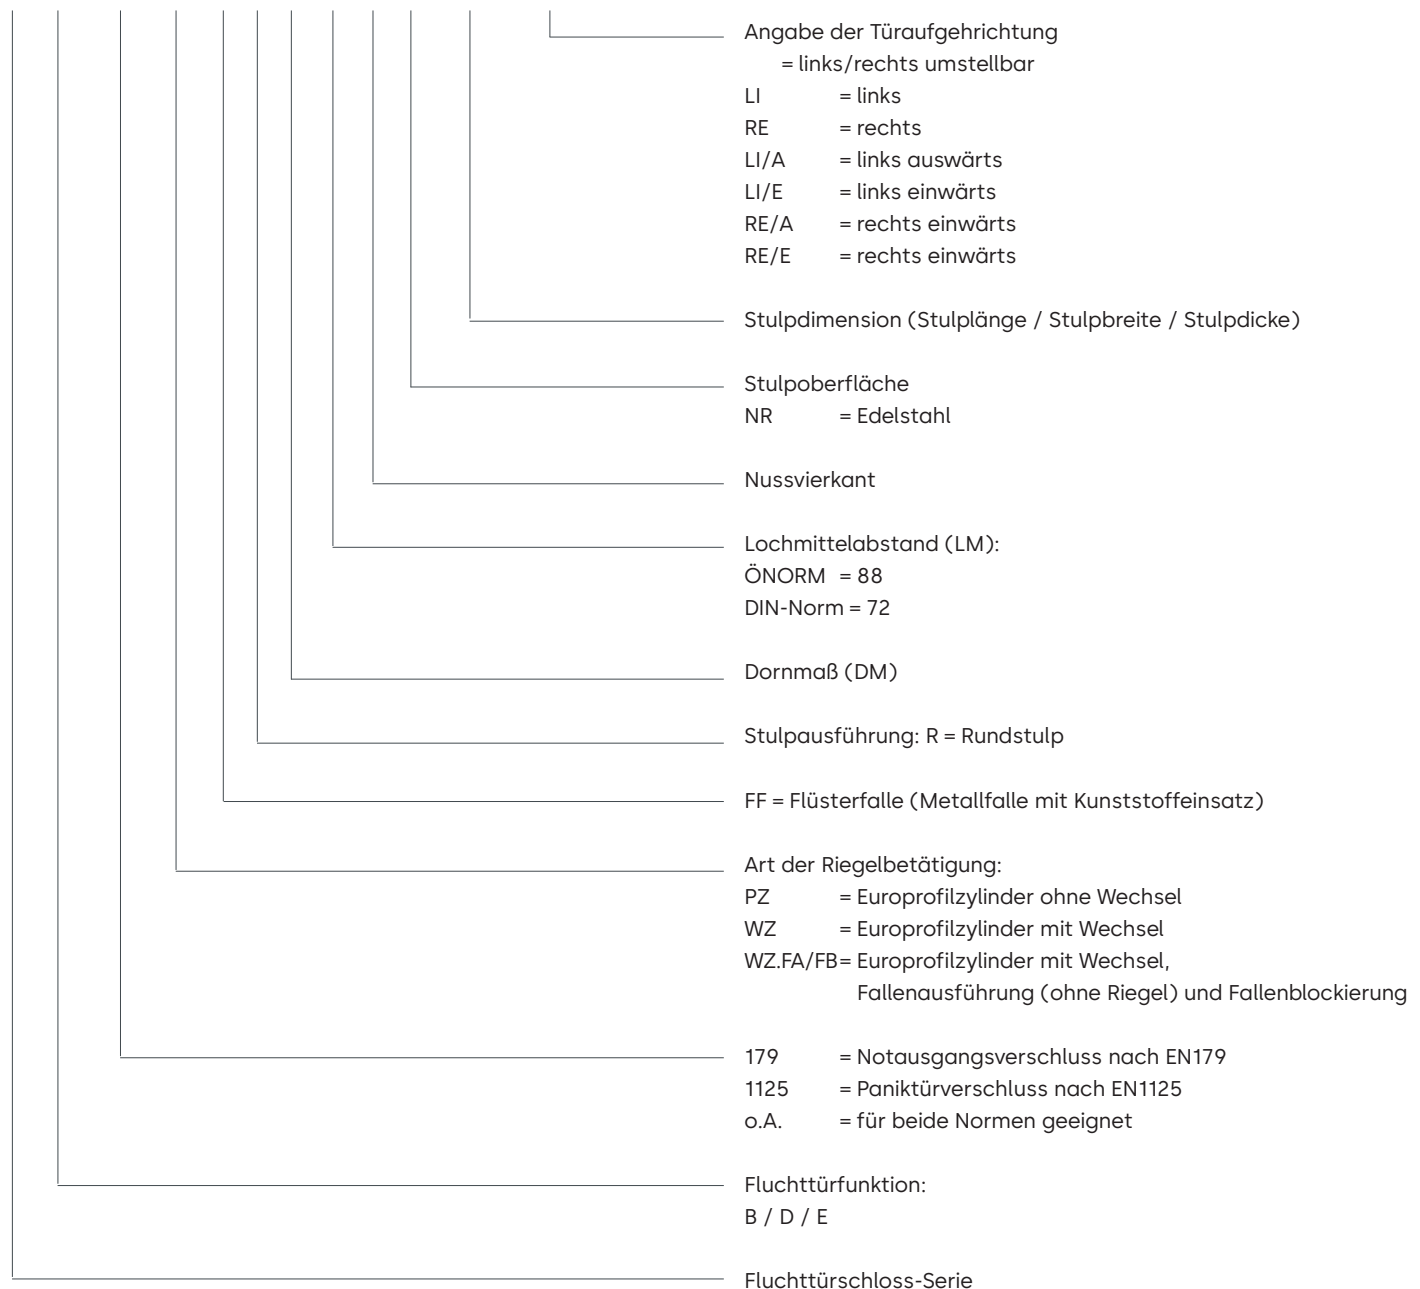 Angabe der Türaufgehrichtung
= links/rechts umstellbar
LI = links
RE = rechts
LI/A = links auswärts
LI/E = links einwärts
RE/A = rechts einwärts
RE/E = rechts einwärts
Stulpdimension (Stulplänge / Stulpbreite / Stulpdicke)
Stulpoberfläche
NR = Edelstahl
Nussvierkant
Lochmittelabstand (LM):
ÖNORM = 88
DIN-Norm = 72
Dornmaß (DM)
Stulpausführung: R = Rundstulp
FF = Flüsterfalle (Metallfalle mit Kunststoffeinsatz)
Art der Riegelbetätigung:
PZ = Europrofilzylinder ohne Wechsel
WZ = Europrofilzylinder mit Wechsel
WZ.FA/FB= Europrofilzylinder mit Wechsel,
Fallenausführung (ohne Riegel) und Fallenblockierung
179 = Notausgangsverschluss nach EN179
1125 = Paniktürverschluss nach EN1125
o.A. = für beide Normen geeignet
Fluchttürfunktion:
B / D / E
Fluchttürschloss-Serie